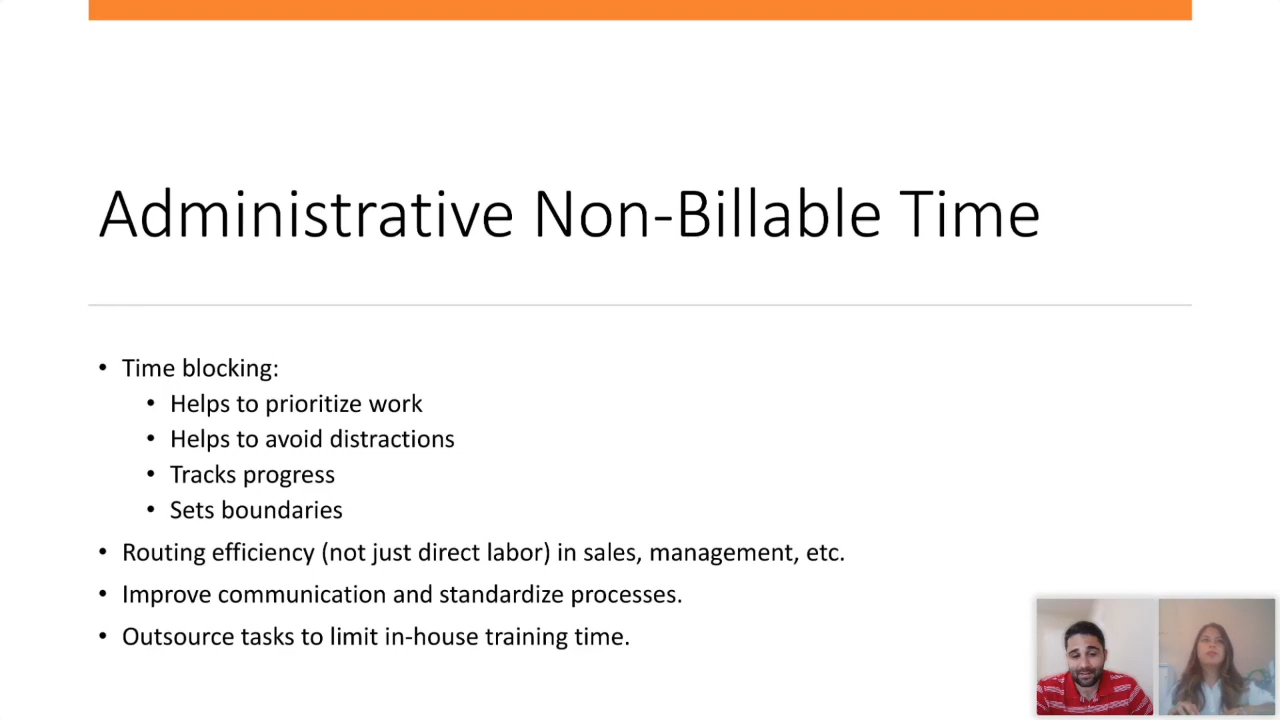 Administrative Non-Billable Time
• Time blocking:
• Helps to prioritize work
• Helps to avoid distractions
• Tracks progress
• Sets boundaries
• Routing efficiency (not just direct labor) in sales, management, etc.
• Improve communication and standardize processes.
• Outsource tasks to limit in-house training time.